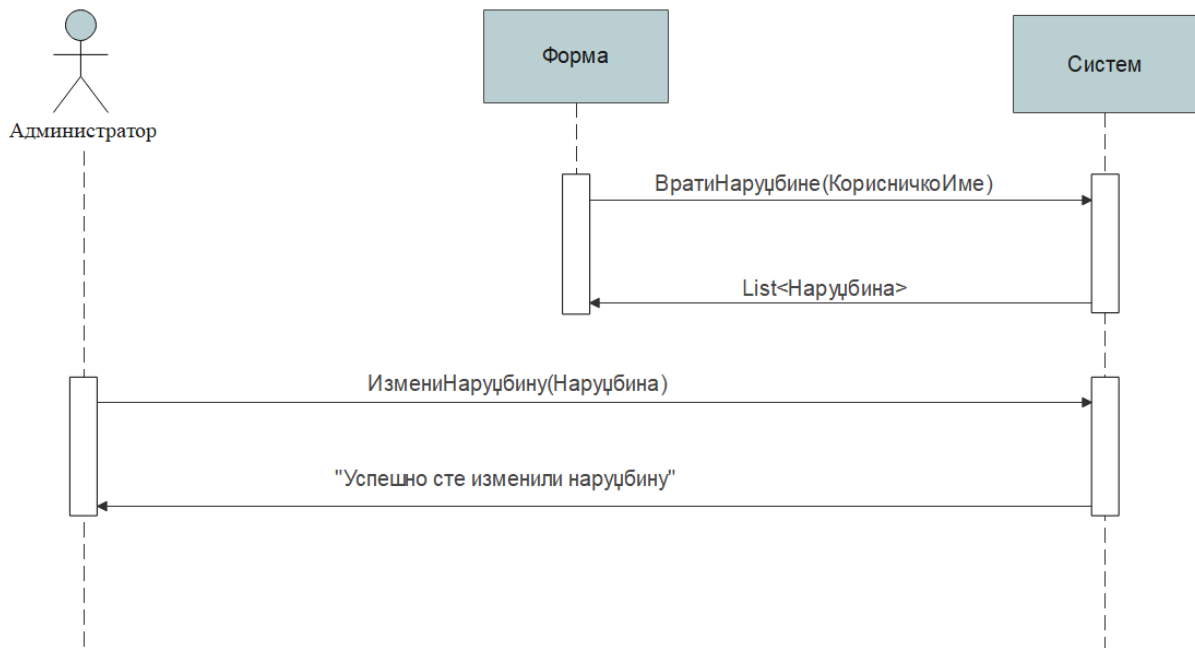 Форма
Систем
Администратор
ВратиНаруџбине(КорисничкоИме)
List<Наруџбина>
ИзмениНаруџбину(Наруџбина)
"Успешно сте изменили наруџбину"